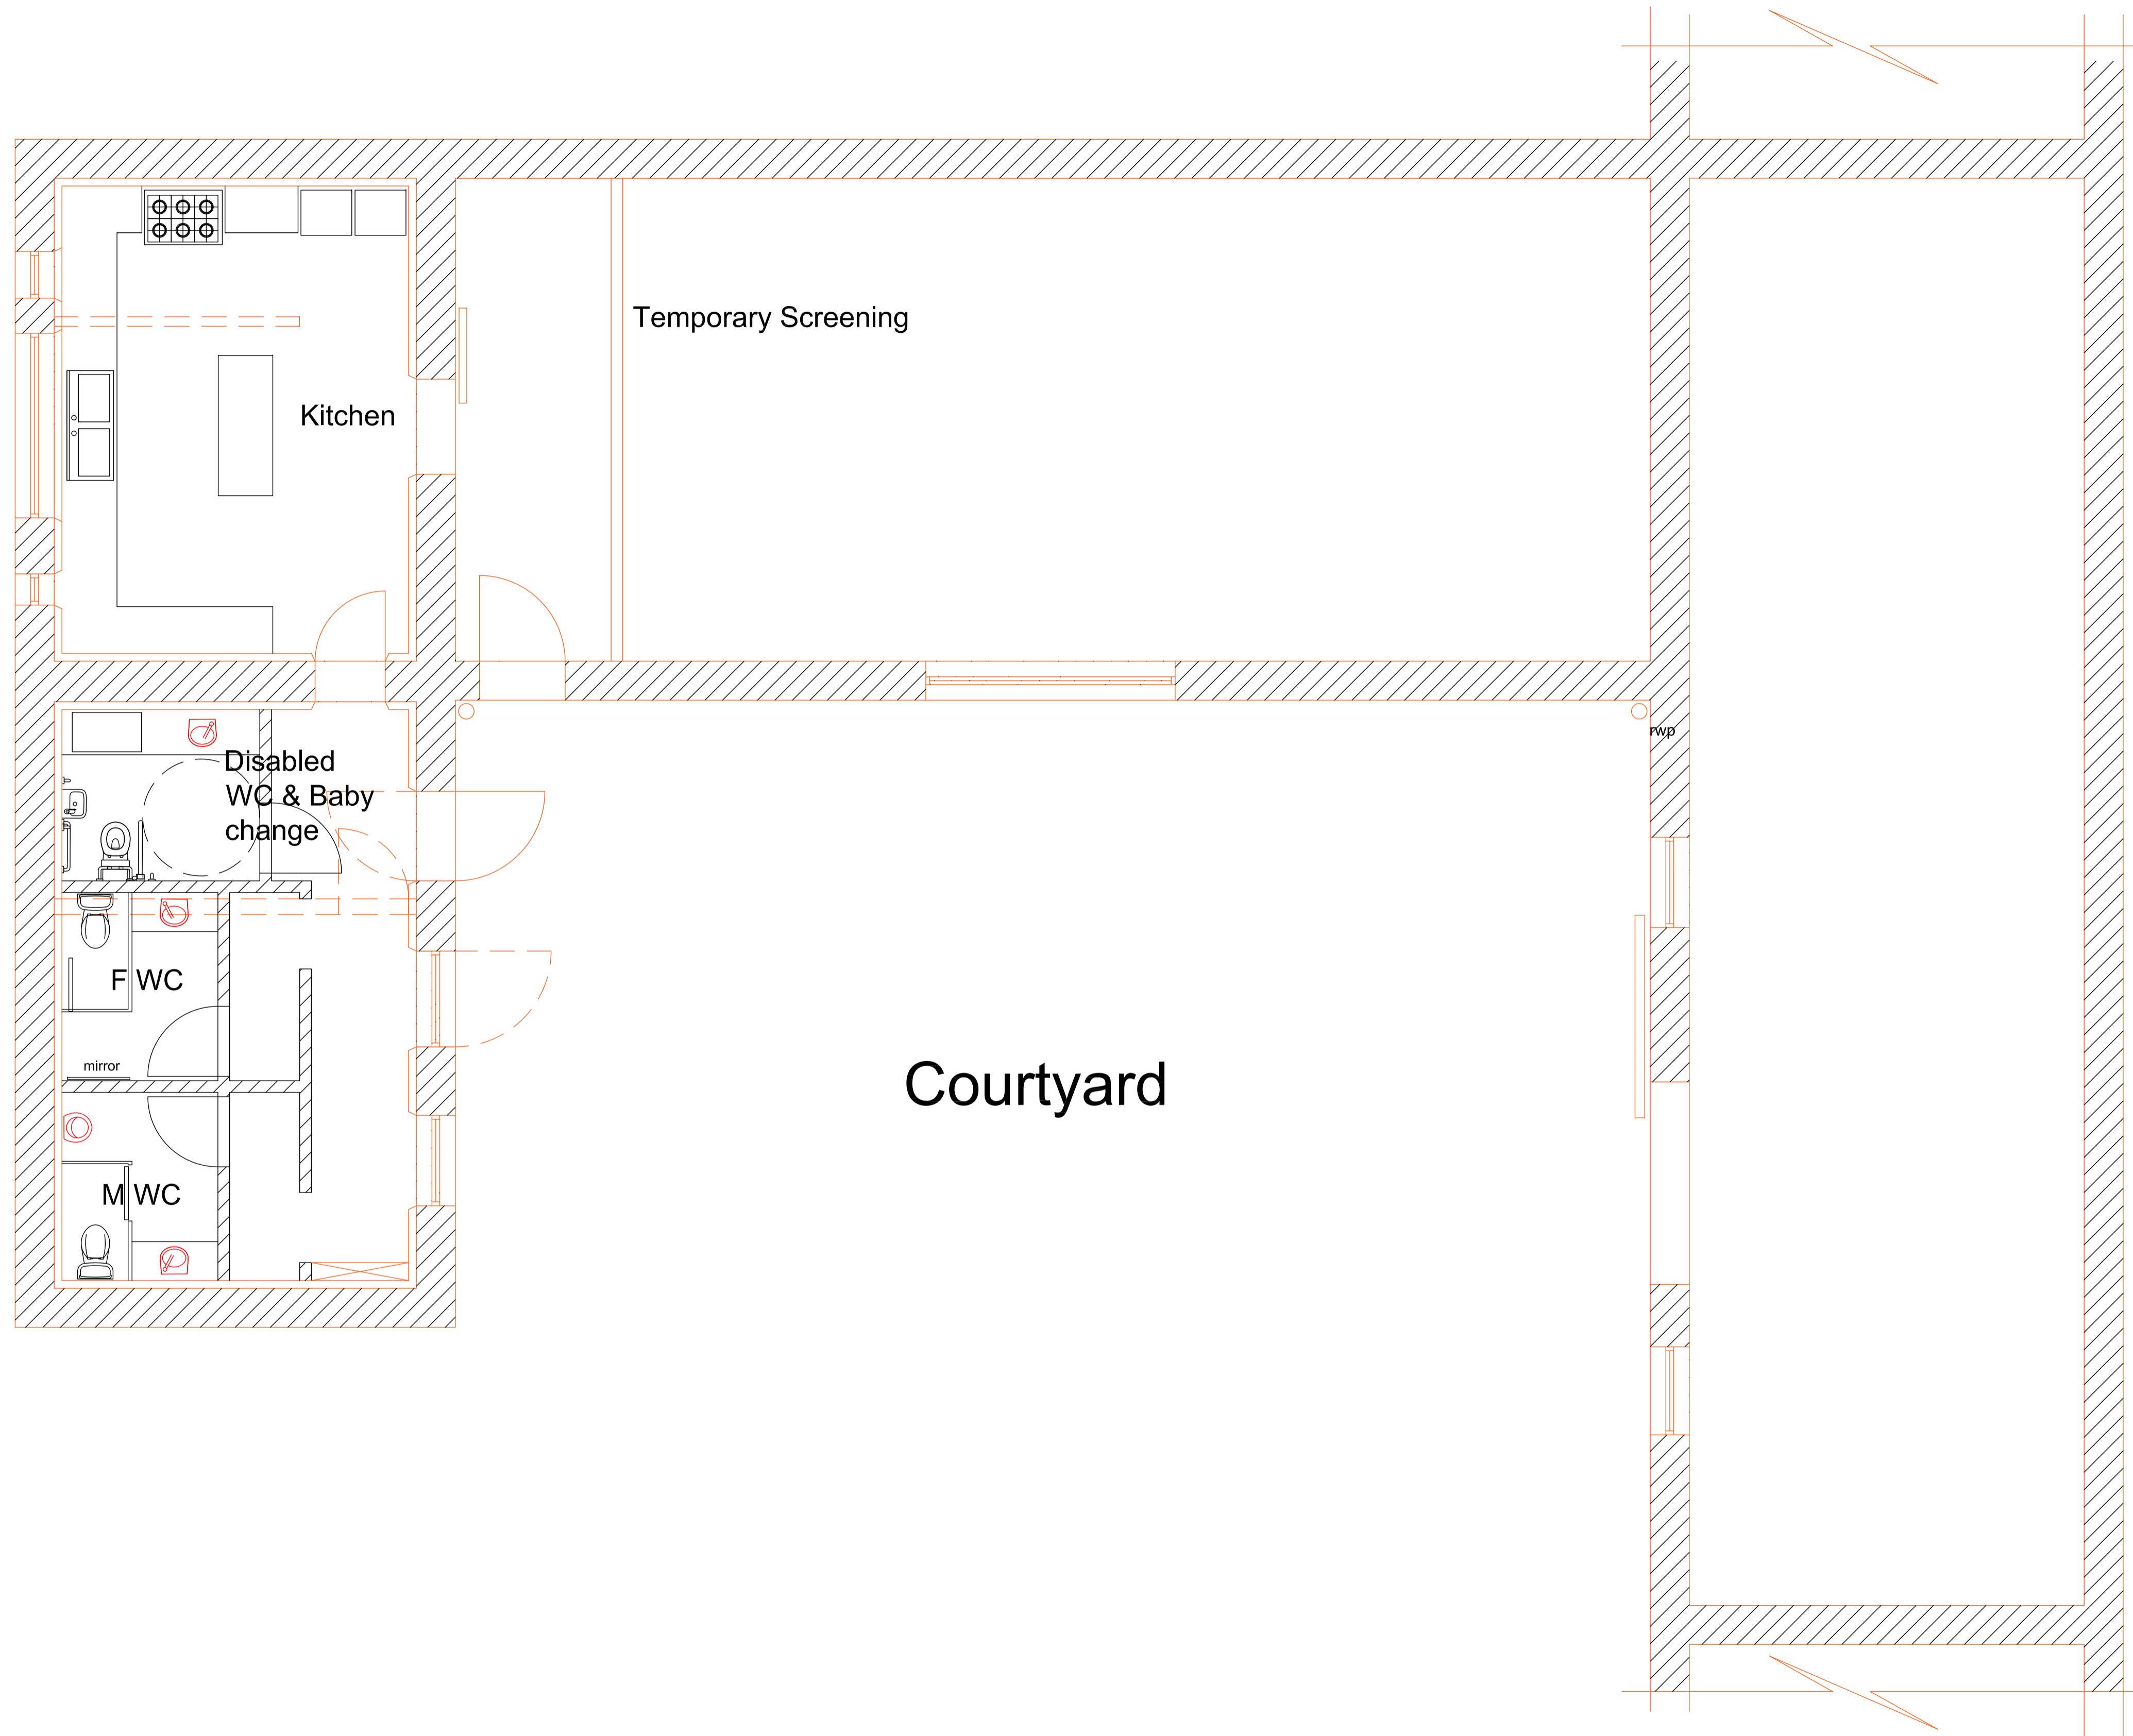 Temporary Screening
Kitchen
rwp
Disabled
WC & Baby
change
F WC
mirror
Courtyard
M WC